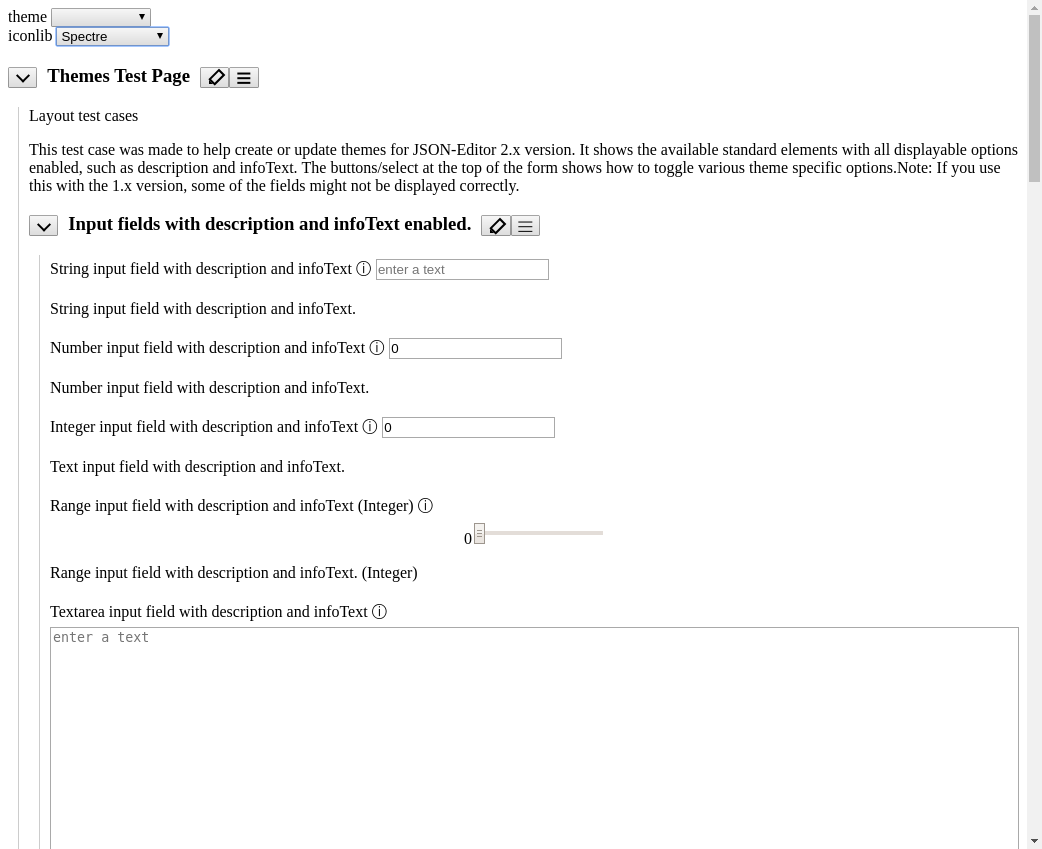 theme
iconlib Spectre
Themes Test Page
Layout test cases
This test case was made to help create or update themes for JSON-Editor 2.x version. It shows the available standard elements with all displayable options
enabled, such as description and infoText. The buttons/select at the top of the form shows how to toggle various theme specific options.Note: If you use
this with the 1.x version, some of the fields might not be displayed correctly.
Input fields with description and infoText enabled.
String input field with description and infoText ⓘ enter a text
String input field with description and infoText.
Number input field with description and infoText ⓘ 0
Number input field with description and infoText.
Integer input field with description and infoText ⓘ 0
Text input field with description and infoText.
Range input field with description and infoText (Integer) ⓘ
0
Range input field with description and infoText. (Integer)
Textarea input field with description and infoText ⓘ
enter a text